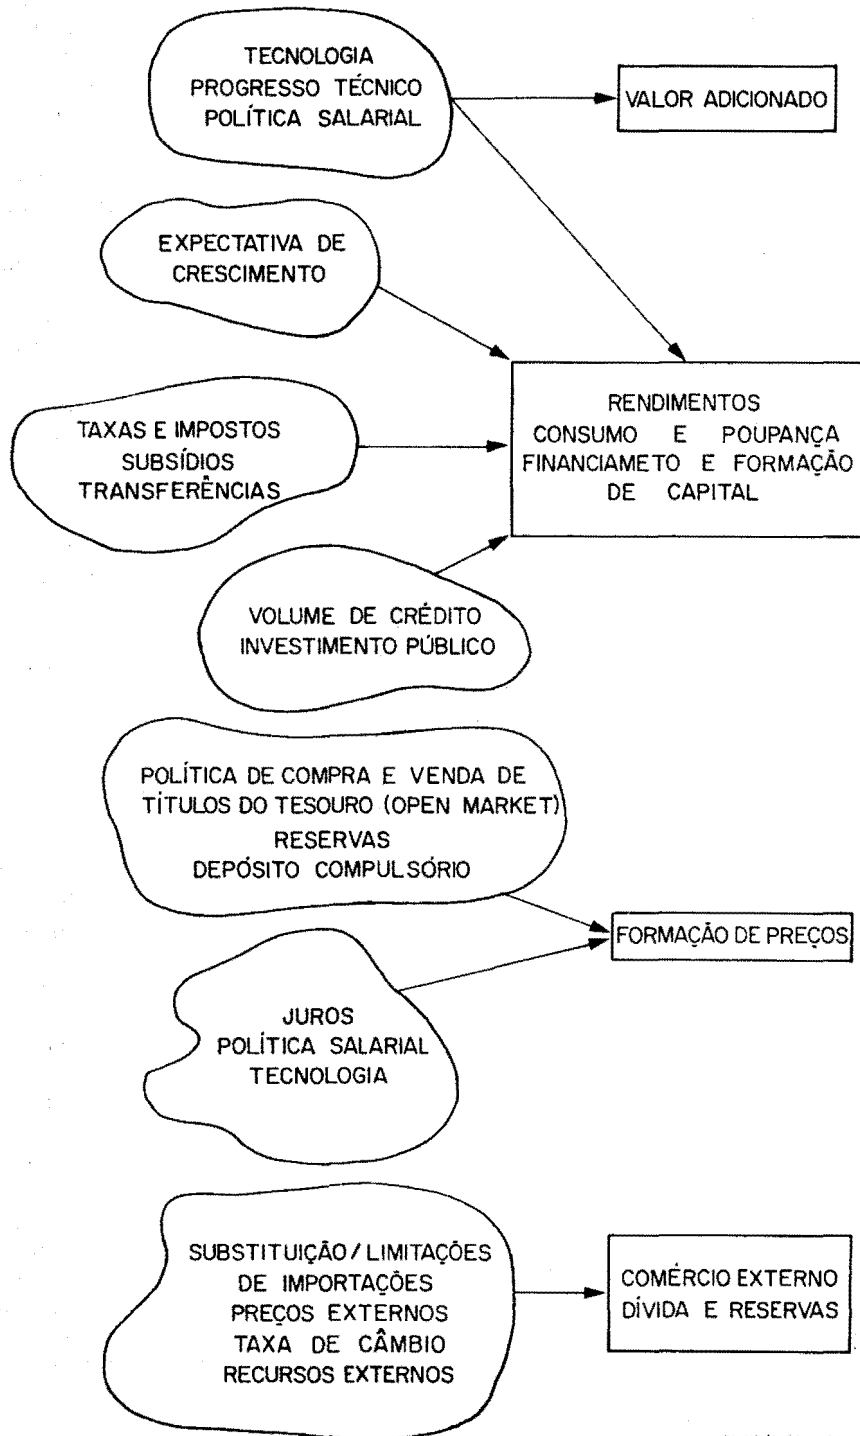 TECNOLOGIA
PROGRESSO TÉCNICO
POLÍTICA SALARIAL
VALOR ADICIONADO
EXPECTATIVA DE
CRESCIMENTO
RENDIMENTOS
CONSUMO E POUPANÇA
FINANCIAMETO E FORMAÇÃO
DE CAPITAL
TAXAS E IMPOSTOS
SUBSÍDIOS
TRANSFERÊNCIAS
VOLUME DE CRÉDITO
INVESTIMENTO PÚBLICO
POLÍTICA DE COMPRA E VENDA DE
TÍTULOS DO TESOURO (OPEN MARKET)
RESERVAS
DEPÓSITO COMPULSÓRIO
FORMAÇÃO DE PREÇOS
JUROS
POLÍTICA SALARIAL
TECNOLOGIA
SUBSTITUIÇÃO/LIMITAÇÕES
DE IMPORTAÇÕES
PREÇOS EXTERNOS
TAXA DE CÂMBIO
RECURSOS EXTERNOS
COMÉRCIO EXTERNO
DÍVIDA E RESERVAS